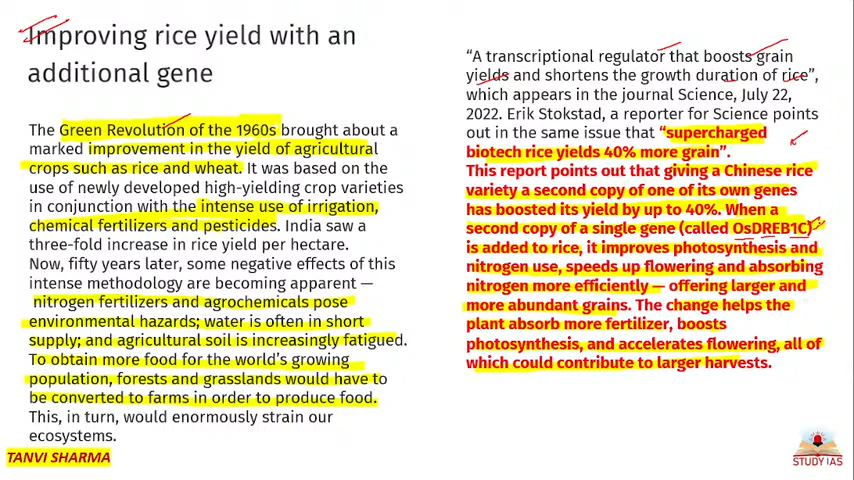 Improving rice yield with an
additional gene
The Green Revolution of the 1960s brought about a
marked improvement in the yield of agricultural
crops such as rice and wheat. It was based on the
use of newly developed high-yielding crop varieties
in conjunction with the intense use of irrigation,
chemical fertilizers and pesticides. India saw a
three-fold increase in rice yield per hectare.
Now, fifty years later, some negative effects of this
intense methodology are becoming apparent —
nitrogen fertilizers and agrochemicals pose
environmental hazards; water is often in short
supply; and agricultural soil is increasingly fatigued.
To obtain more food for the world's growing
population, forests and grasslands would have to
be converted to farms in order to produce food.
This, in turn, would enormously strain our
ecosystems.
TANVI SHARMA
“A transcriptional regulator that boosts grain
yields and shortens the growth duration of rice”,
which appears in the journal Science, July 22,
2022. Erik Stokstad, a reporter for Science points
out in the same issue that “supercharged
biotech rice yields 40% more grain”.
This report points out that giving a Chinese rice
variety a second copy of one of its own genes
has boosted its yield by up to 40%. When a
second copy of a single gene (called OsDREB1C)
is added to rice, it improves photosynthesis and
nitrogen use, speeds up flowering and absorbing
nitrogen more efficiently — offering larger and
more abundant grains. The change helps the
plant absorb more fertilizer, boosts
photosynthesis, and accelerates flowering, all of
which could contribute to larger harvests.
STUDY IAS